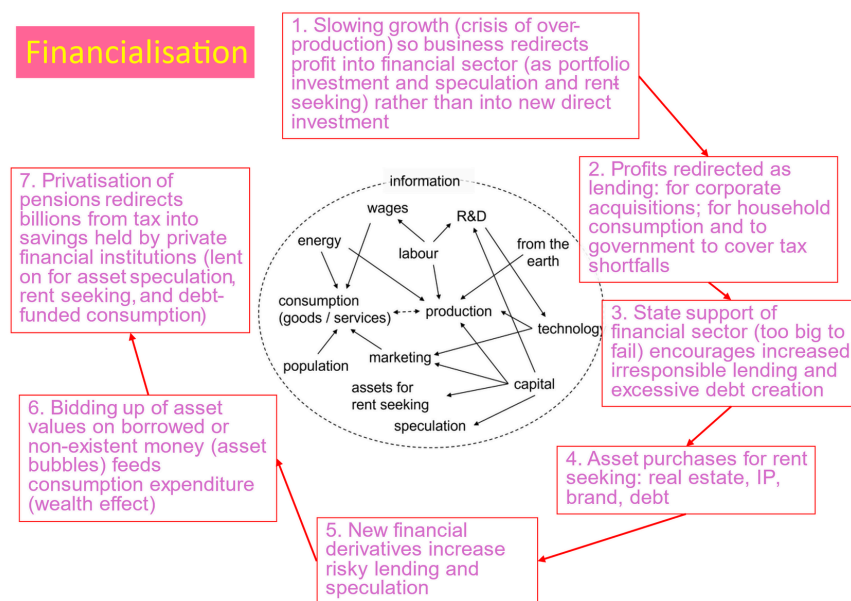 Financialisation
1. Slowing growth (crisis of over-
production) so business redirects
profit into financial sector (as portfolio
investment and speculation and rent-
seeking) rather than into new direct
investment
2. Profits redirected as
lending: for corporate
acquisitions; for household
consumption and to
government to cover tax
shortfalls
3. State support of
financial sector (too big to
fail) encourages increased
irresponsible lending and
excessive debt creation
4. Asset purchases for rent
seeking: real estate, IP,
brand, debt
5. New financial
derivatives increase
risky lending and
speculation
6. Bidding up of asset
values on borrowed or
non-existent money (asset
bubbles) feeds
consumption expenditure
(wealth effect)
7. Privatisation of
pensions redirects
billions from tax into
savings held by private
financial institutions (lent
on for asset speculation,
rent seeking, and debt-
funded consumption)
information
wages
R&D
energy
labour
from the
earth
consumption
(goods / services)
production
technology
population
marketing
assets for
rent seeking
capital
speculation